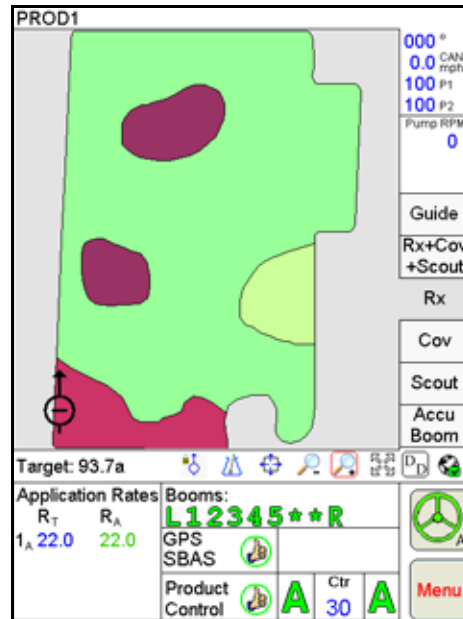 PROD1
000 °
0.0 CAN mph
100 P1
100 P2
Pump RPM
0
Guide
Rx+Cov
+Scout
Rx
Cov
Scout
Accu
Boom
Target: 93.7a
DD
Application Rates
RT RA
1A 22.0 22.0
Booms:
L12345**R
GPS
SBAS
Product
Control
A
Ctr
30
A
A
Menu